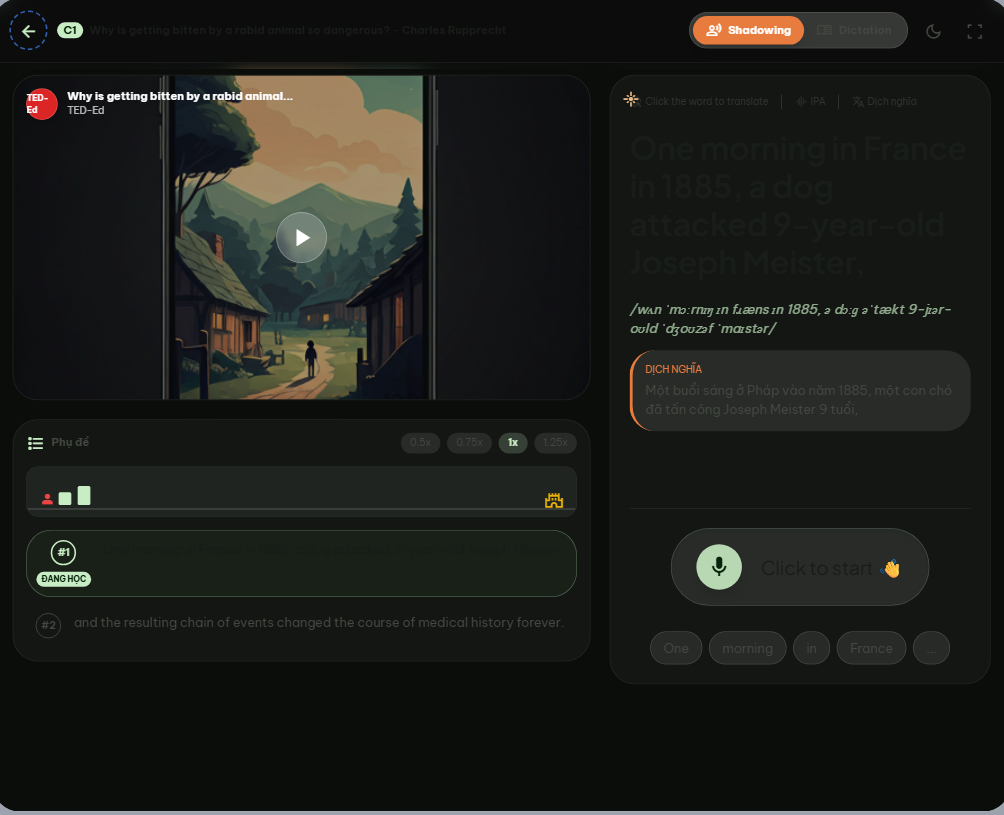 C1 Why is getting bitten by a rabid animal so dangerous? - Charles Rupprecht
Shadowing
Dictation
TED-Ed
Why is getting bitten by a rabid animal...
TED-Ed
Phụ đề
0.5x
0.75x
1x
1.25x
#1
ĐANG HỌC
#2
and the resulting chain of events changed the course of medical history forever.
Click the word to translate
IPA
Dịch nghĩa
One morning in France
in 1885, a dog
attacked 9-year-old
Joseph Meister,
/wʌn ˈmɔːrnɪŋ ɪn fɹæns ɪn 1885, ə dɔːɡ əˈtækt 9-jɪər-
oʊld ˈdʒoʊzəf ˈmaɪstər/
DỊCH NGHĨA
Một buổi sáng ở Pháp vào năm 1885, một con chó
đã tấn công Joseph Meister 9 tuổi,
Click to start 👋
One
morning
in
France
...